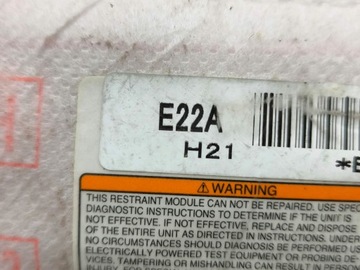 E22A
H21
*E
WARNING
THIS RESTRAINT MODULE CAN NOT BE REPAIRED. USE
DIAGNOSTIC INSTRUCTIONS TO DETERMINE IF THE UNIT IS
NOT EFFECTIVE. IF NOT EFFECTIVE, REPLACE AND DISPOSE
OF THE ENTIRE UNIT AS DIRECTED IN INSTRUCTIONS. UNDER
NO CIRCUMSTANCES SHOULD DIAGNOSIS BE
ELECTRICALLY POWERED TEST EQUIPMENT OR PROBING
VICES. TAMPERING OR MISHANDLING CAN RESULT